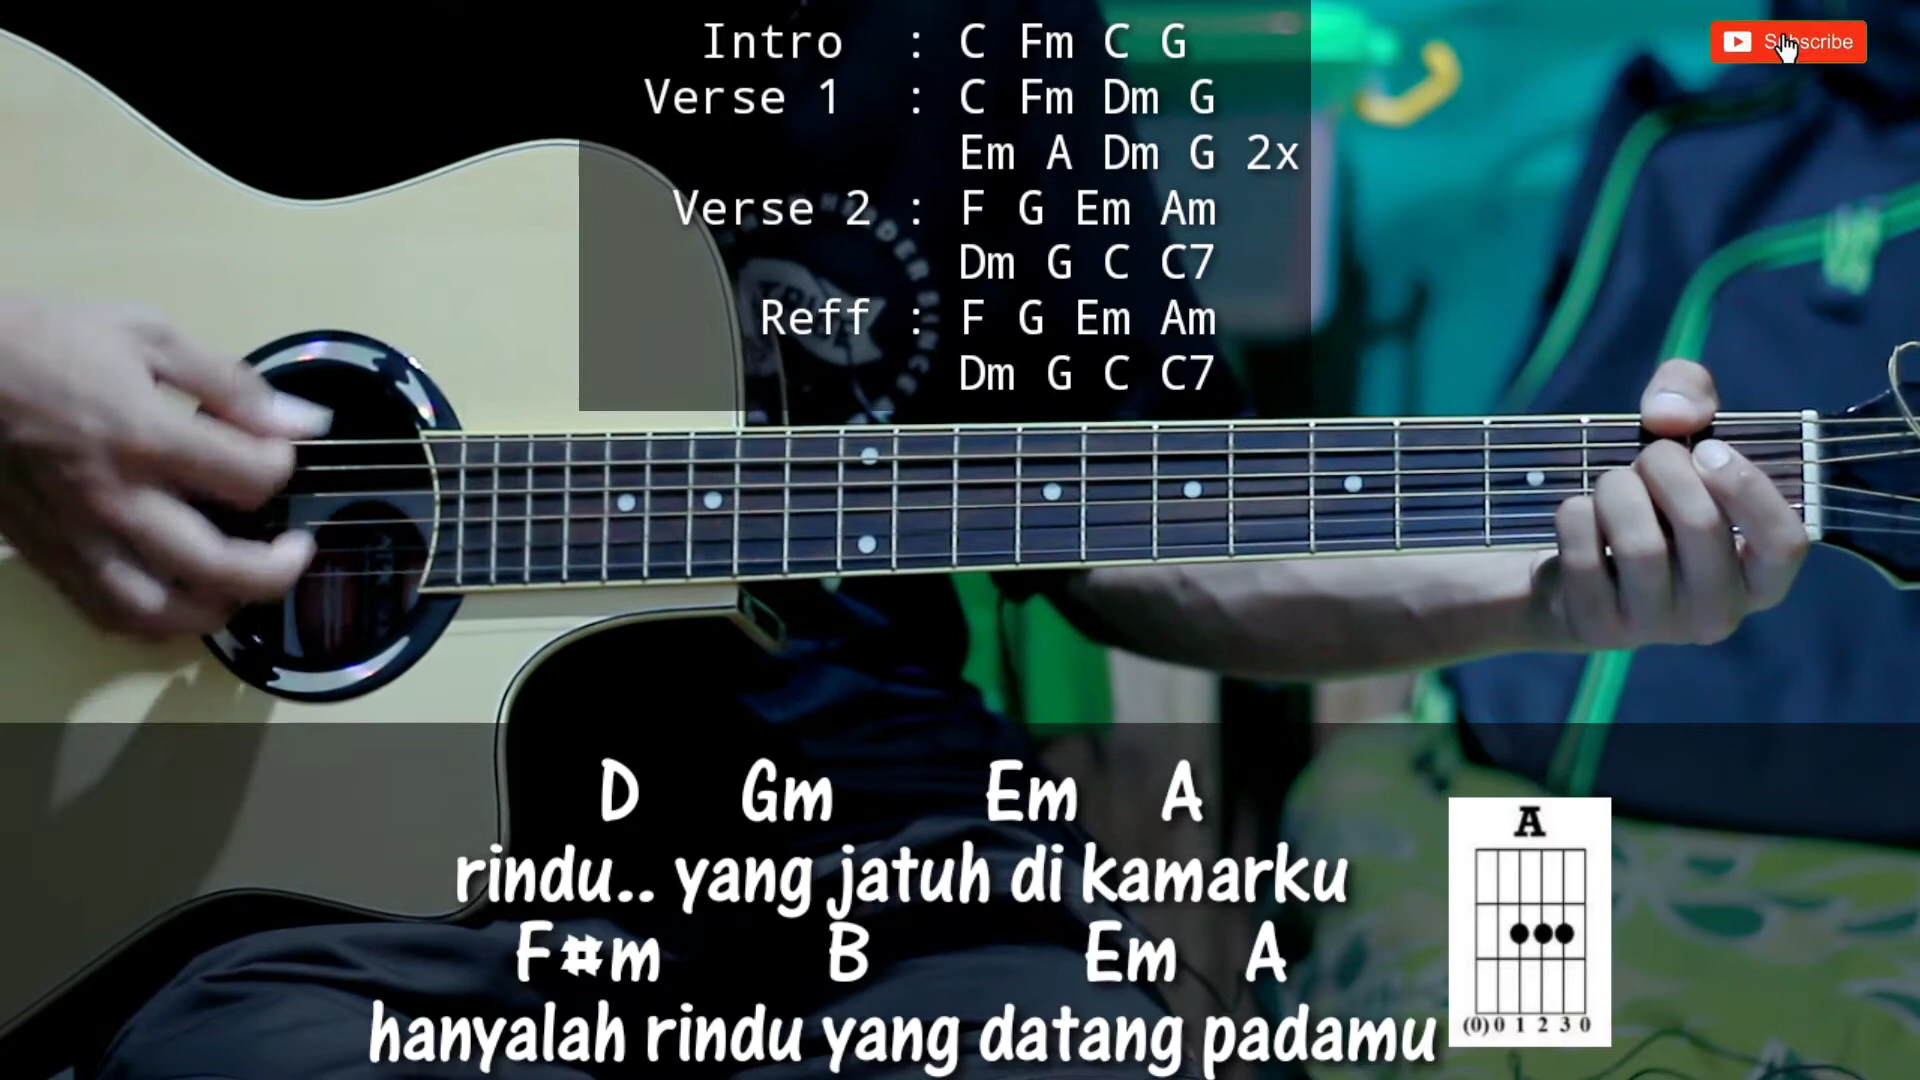 Intro : C Fm C G
Subscribe
Verse 1 : C Fm Dm G
Em A Dm G 2x
Verse 2 : F G Em Am
Dm G C C7
Reff : F G Em Am
Dm G C C7
D Gm Em A
rindu.. yang jatuh di kamarku
F#m B Em A
hanyalah rindu yang datang padamu
A
(0) 0 1 2 3 0